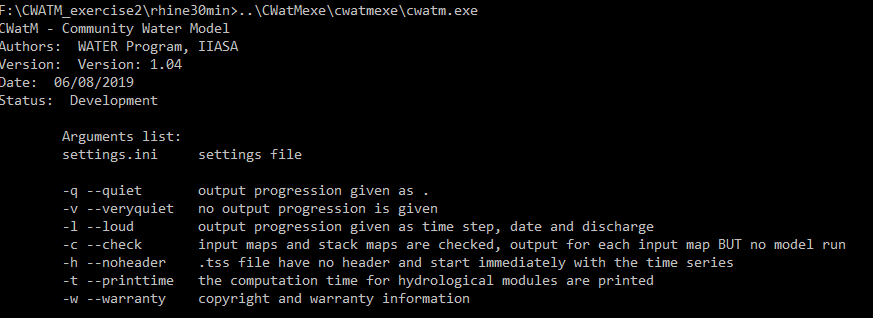 F:\CWATM_exercise2\rhine30min>..\CWatMexe\cwatmexe\cwatm.exe
CWatM - Community Water Model
Authors:  WATER Program, IIASA
Version:  Version: 1.04
Date:  06/08/2019
Status:  Development
Arguments list:
settings.ini     settings file
-q --quiet       output progression given as .
-v --veryquiet   no output progression is given
-l --loud        output progression given as time step, date and discharge
-c --check       input maps and stack maps are checked, output for each input map BUT no model run
-h --noheader    .tss file have no header and start immediately with the time series
-t --printtime   the computation time for hydrological modules are printed
-w --warranty    copyright and warranty information